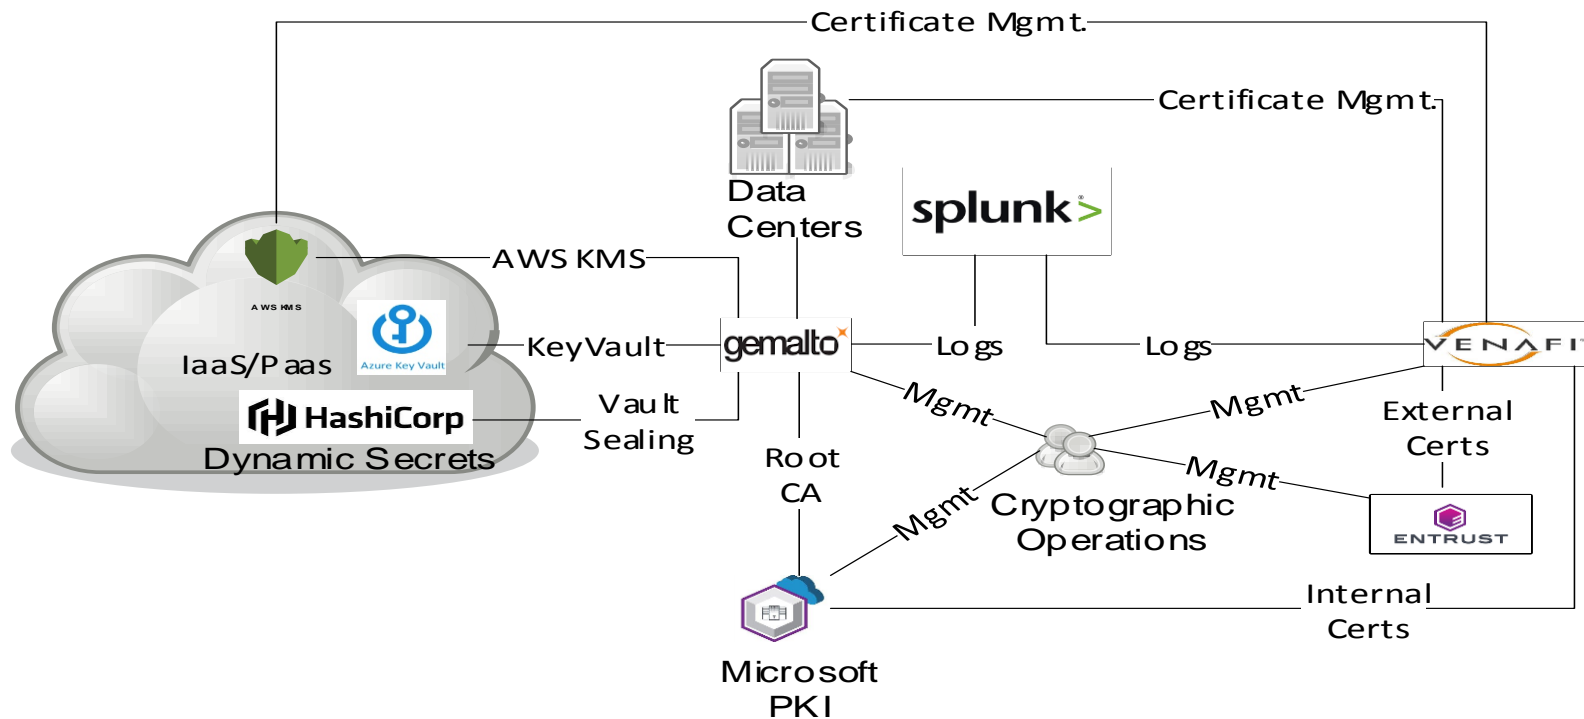 Certificate Mgmt.
Certificate Mgmt.
Data
Centers
splunk>
AWS KMS
AWS KMS
IaaS/Paas
Azure Key Vault
KeyVault
gemalto
Logs
Logs
VENAFI
HashiCorp
Dynamic Secrets
Vault
Sealing
Mgmt
Mgmt
External
Certs
Root
CA
Mgmt
Mgmt
Cryptographic
Operations
ENTRUST
Internal
Certs
Microsoft
PKI